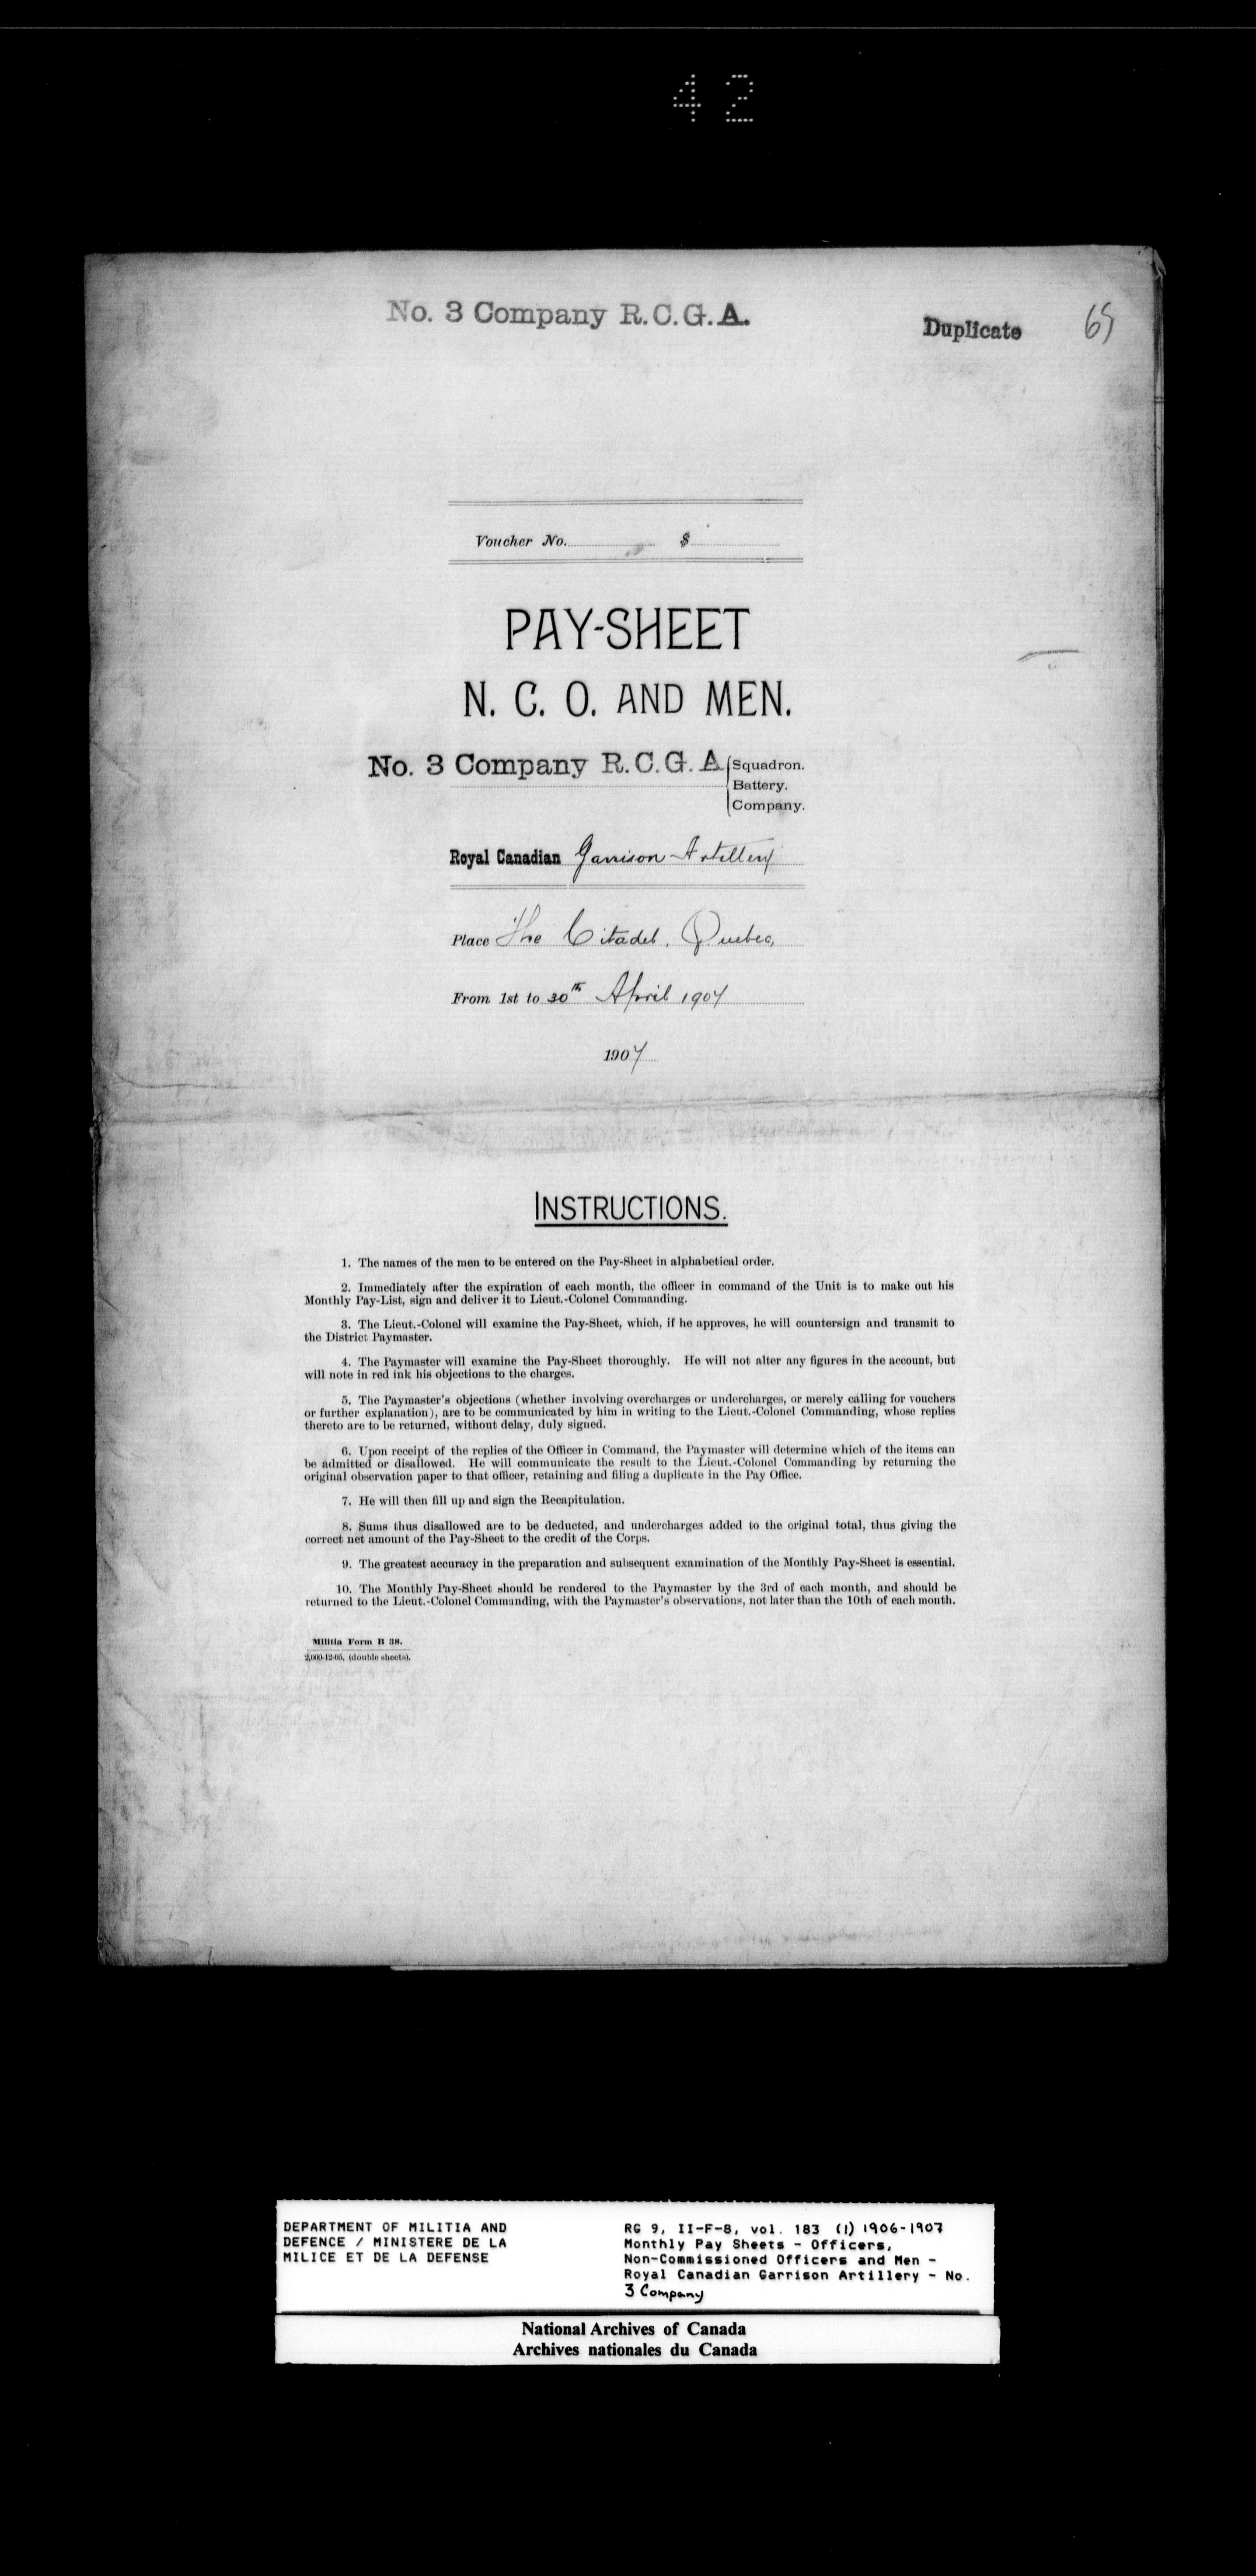 42
No. 3 Company R.C.G.A.
Duplicate
65
Voucher No. $
PAY-SHEET
N. C. O. AND MEN.
No. 3 Company R.C.G.A
Squadron.
Battery.
Company.
Royal Canadian Garrison Artillery
Place The Citadel, Quebec,
From 1st to 30th April 1907
1907
INSTRUCTIONS.
1. The names of the men to be entered on the Pay-Sheet in alphabetical order.
2. Immediately after the expiration of each month, the officer in command of the Unit is to make out his
Monthly Pay-List, sign and deliver it to Lieut.-Colonel Commanding.
3. The Lieut.-Colonel will examine the Pay-Sheet, which, if he approves, he will countersign and transmit to
the District Paymaster.
4. The Paymaster will examine the Pay-Sheet thoroughly. He will not alter any figures in the account, but
will note in red ink his objections to the charges.
5. The Paymaster's objections (whether involving overcharges or undercharges, or merely calling for vouchers
or further explanation), are to be communicated by him in writing to the Lieut.-Colonel Commanding, whose replies
thereto are to be returned, without delay, duly signed.
6. Upon receipt of the replies of the Officer in Command, the Paymaster will determine which of the items can
be admitted or disallowed. He will communicate the result to the Lieut.-Colonel Commanding by returning the
original observation paper to that officer, retaining and filing a duplicate in the Pay Office.
7. He will then fill up and sign the Recapitulation.
8. Sums thus disallowed are to be deducted, and undercharges added to the original total, thus giving the
correct net amount of the Pay-Sheet to the credit of the Corps.
9. The greatest accuracy in the preparation and subsequent examination of the Monthly Pay-Sheet is essential.
10. The Monthly Pay-Sheet should be rendered to the Paymaster by the 3rd of each month, and should be
returned to the Lieut.-Colonel Commanding, with the Paymaster's observations, not later than the 10th of each month.
Militia Form B 38.
2,000-12-05, (double sheets).
DEPARTMENT OF MILITIA AND
DEFENCE / MINISTERE DE LA
MILICE ET DE LA DEFENSE
RG 9, II-F-8, vol. 183 (1) 1906-1907
Monthly Pay Sheets - Officers,
Non-Commissioned Officers and Men -
Royal Canadian Garrison Artillery - No.
3 Company
National Archives of Canada
Archives nationales du Canada